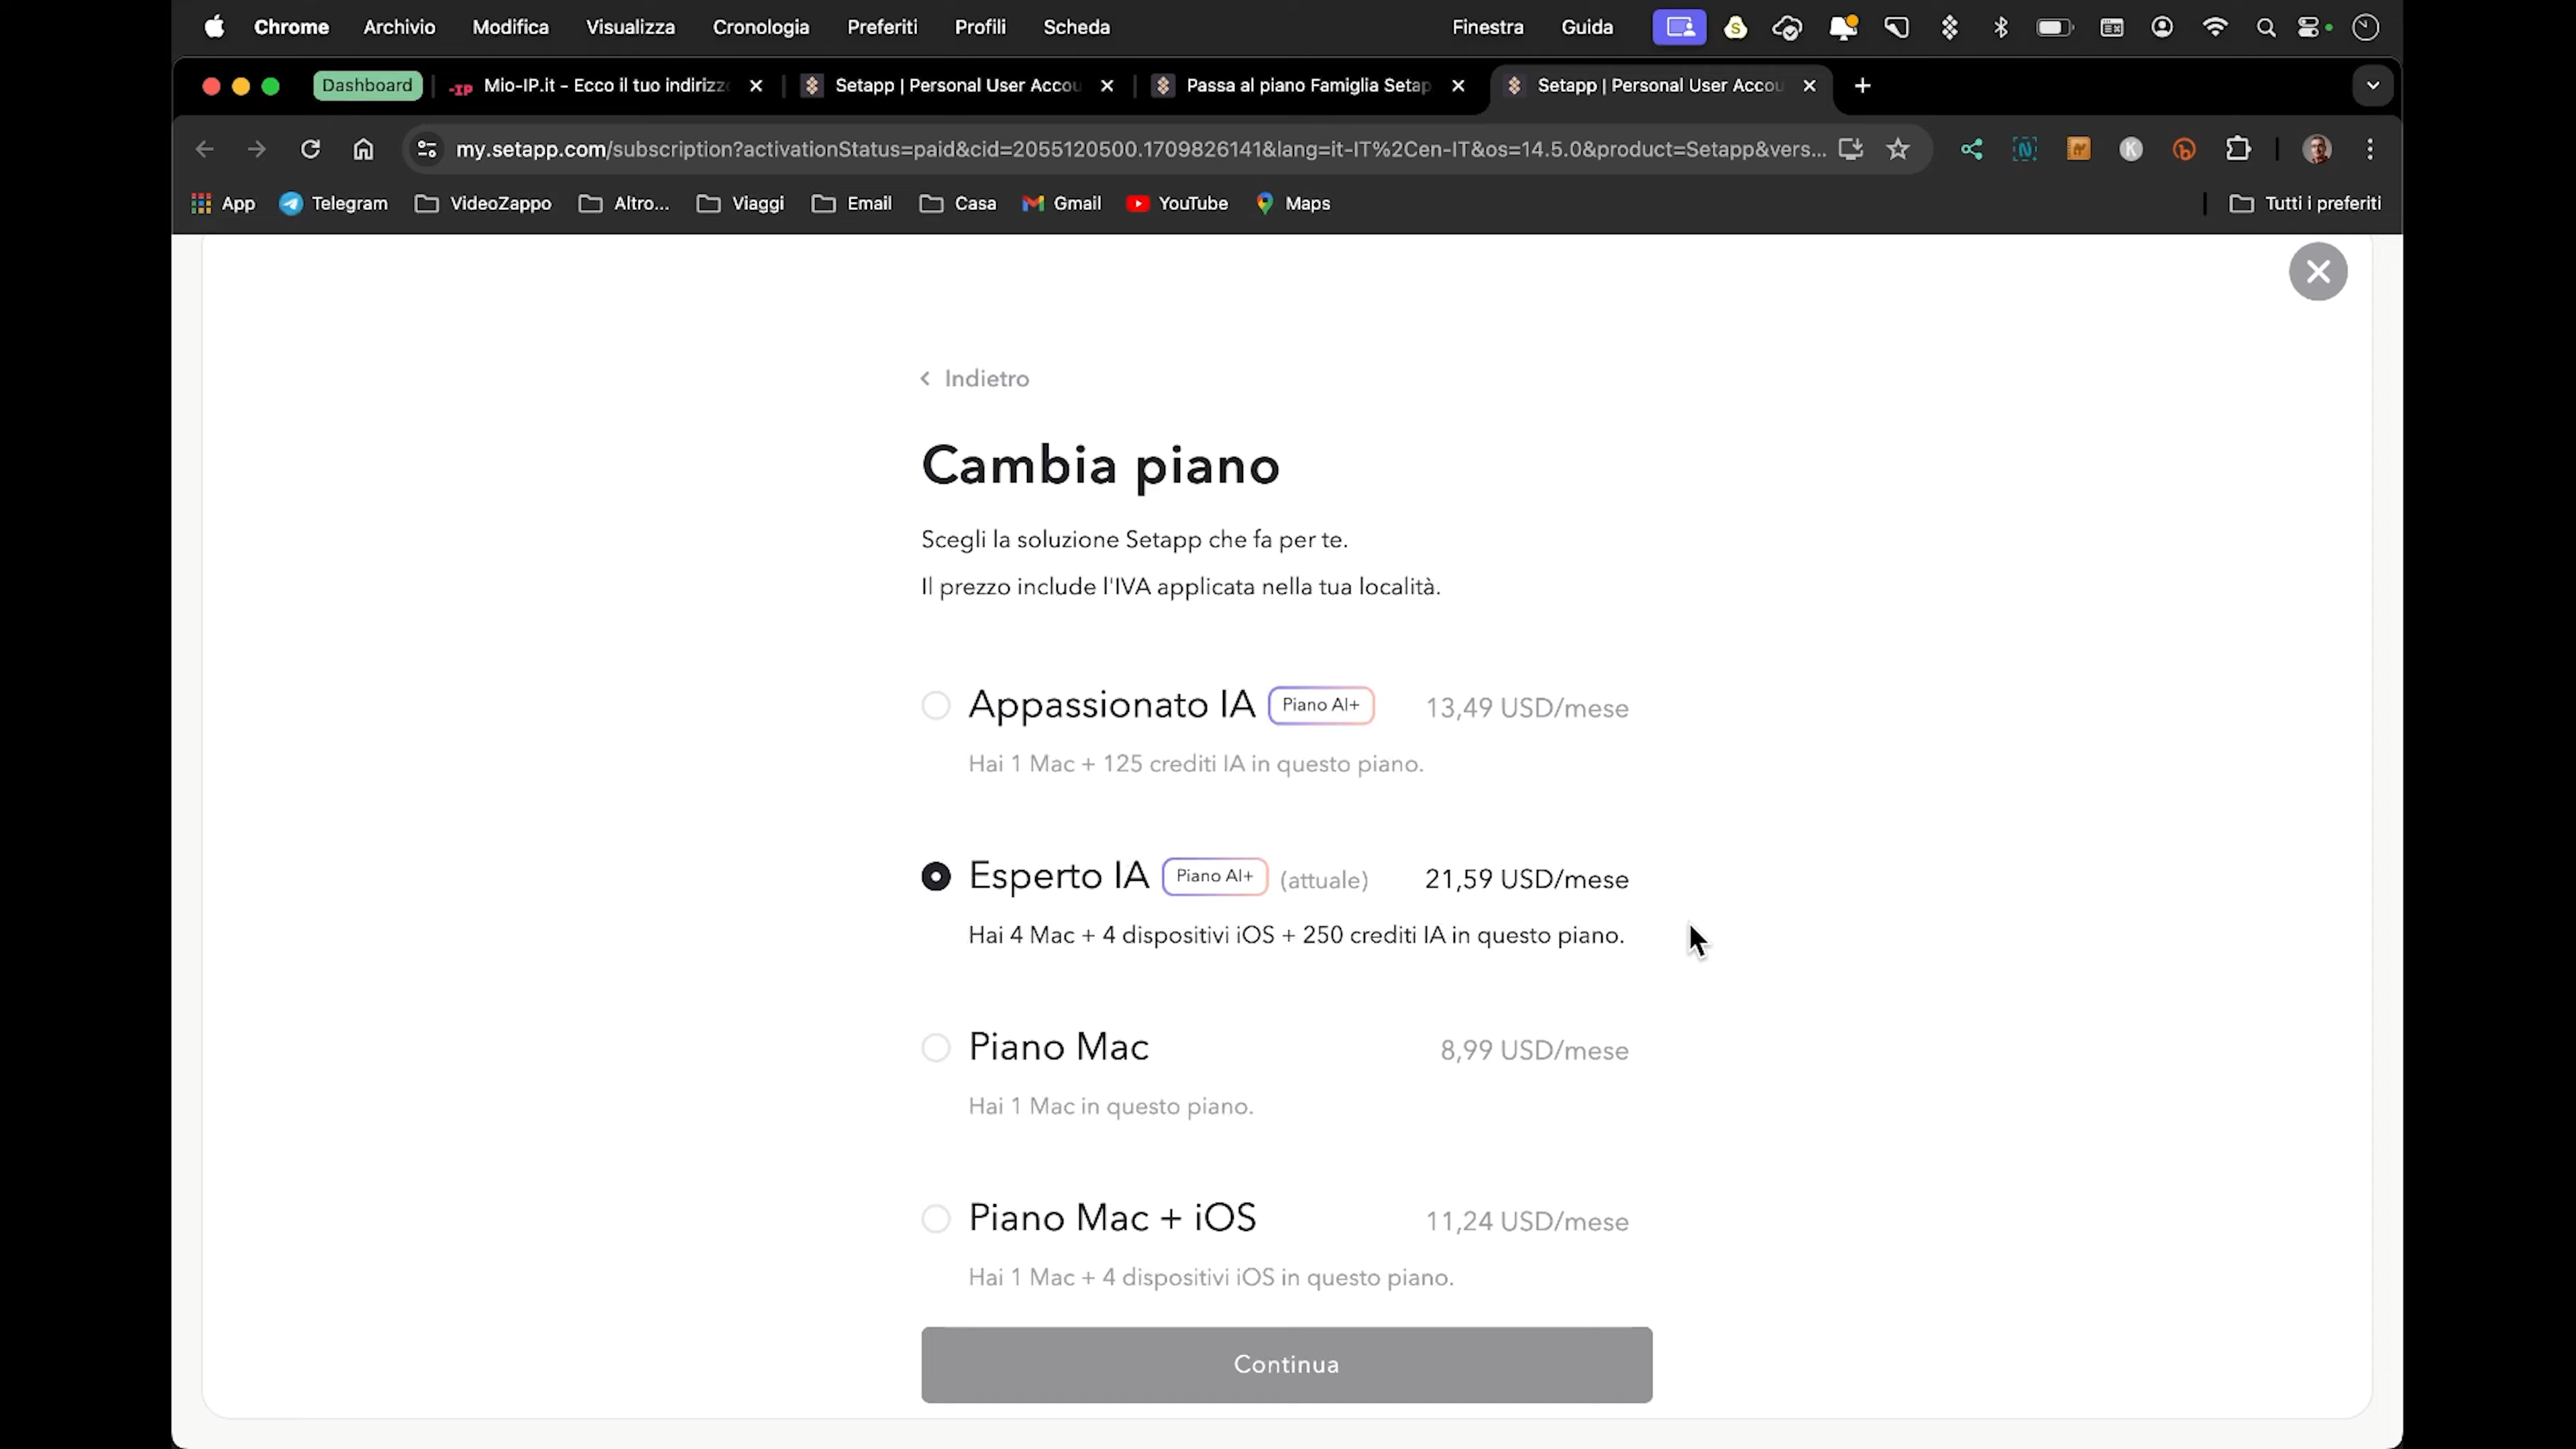 Chrome Archivio Modifica Visualizza Cronologia Preferiti Profili Scheda Finestra Guida
Dashboard Mio-IP.it - Ecco il tuo indirizz Setapp | Personal User Accou Passa al piano Famiglia Setap Setapp | Personal User Accou
my.setapp.com/subscription?activationStatus=paid&cid=2055120500.1709826141&lang=it-IT%2Cen-IT&os=14.5.0&product=Setapp&vers...
App Telegram VideoZappo Altro... Viaggi Email Casa Gmail YouTube Maps Tutti i preferiti
Indietro
Cambia piano
Scegli la soluzione Setapp che fa per te.
Il prezzo include l'IVA applicata nella tua località.
Appassionato IA Piano AI+ 13,49 USD/mese
Hai 1 Mac + 125 crediti IA in questo piano.
Esperto IA Piano AI+ (attuale) 21,59 USD/mese
Hai 4 Mac + 4 dispositivi iOS + 250 crediti IA in questo piano.
Piano Mac 8,99 USD/mese
Hai 1 Mac in questo piano.
Piano Mac + iOS 11,24 USD/mese
Hai 1 Mac + 4 dispositivi iOS in questo piano.
Continua